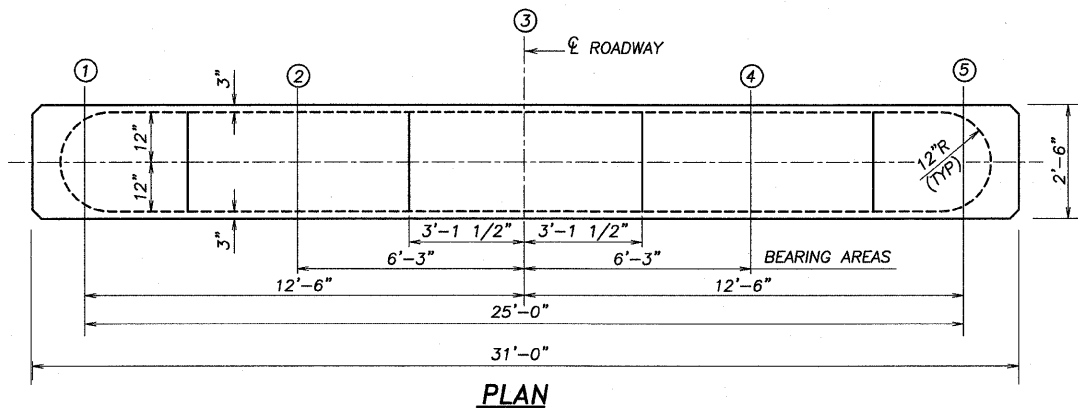 3
℄ ROADWAY
1
2
4
5
3"
12"
12"
12"R
(TYP)
2'-6"
3"
3'-1 1/2" 3'-1 1/2"
6'-3" 6'-3" BEARING AREAS
12'-6" 12'-6"
25'-0"
31'-0"
PLAN